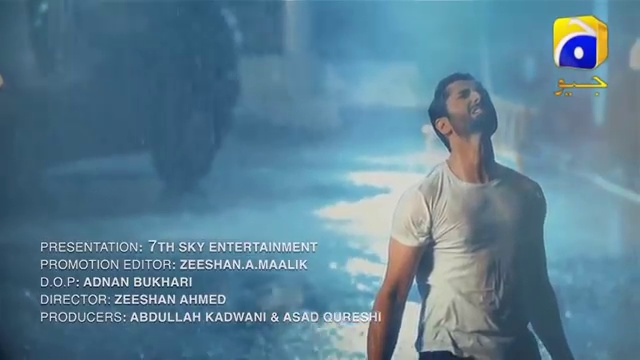 جیو
PRESENTATION: 7TH SKY ENTERTAINMENT
PROMOTION EDITOR: ZEESHAN.A.MAALIK
D.O.P: ADNAN BUKHARI
DIRECTOR: ZEESHAN AHMED
PRODUCERS: ABDULLAH KADWANI & ASAD QURESHI